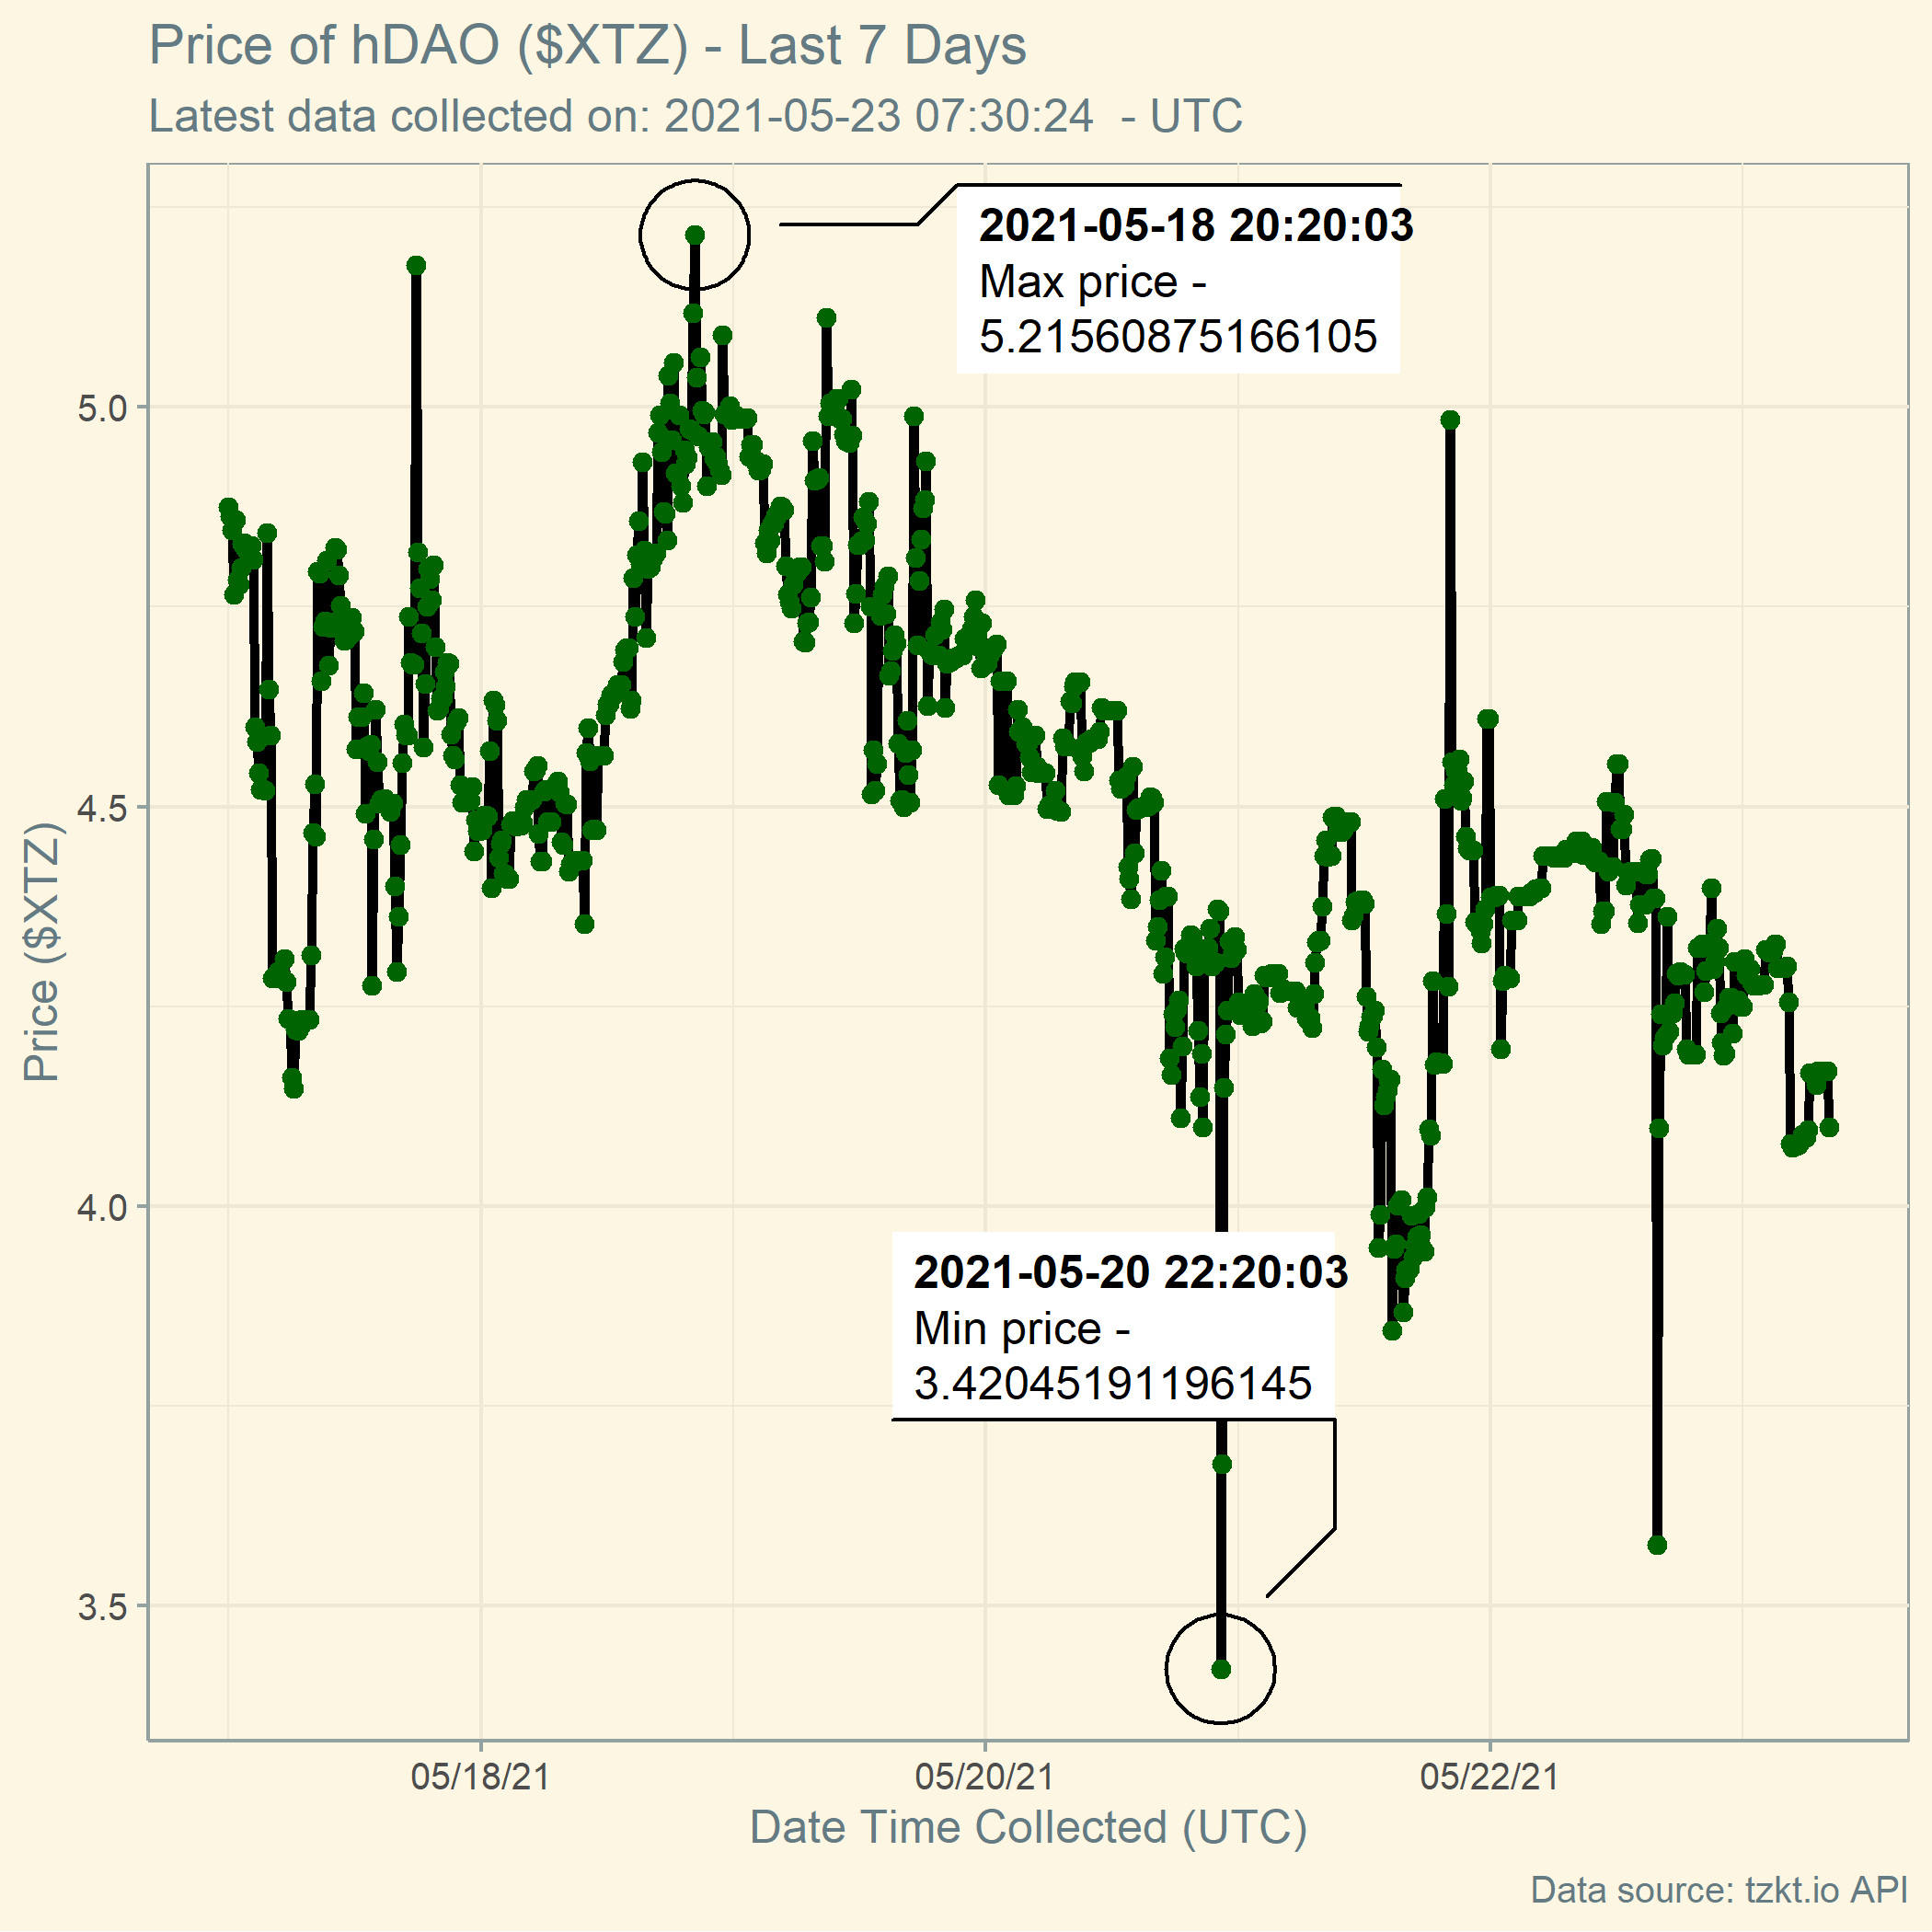 Price of hDAO ($XTZ) - Last 7 Days
Latest data collected on: 2021-05-23 07:30:24  - UTC
2021-05-18 20:20:03
Max price -
5.21560875166105
5.0
4.5
4.0
3.5
Price ($XTZ)
2021-05-20 22:20:03
Min price -
3.42045191196145
05/18/21
05/20/21
05/22/21
Date Time Collected (UTC)
Data source: tzkt.io API